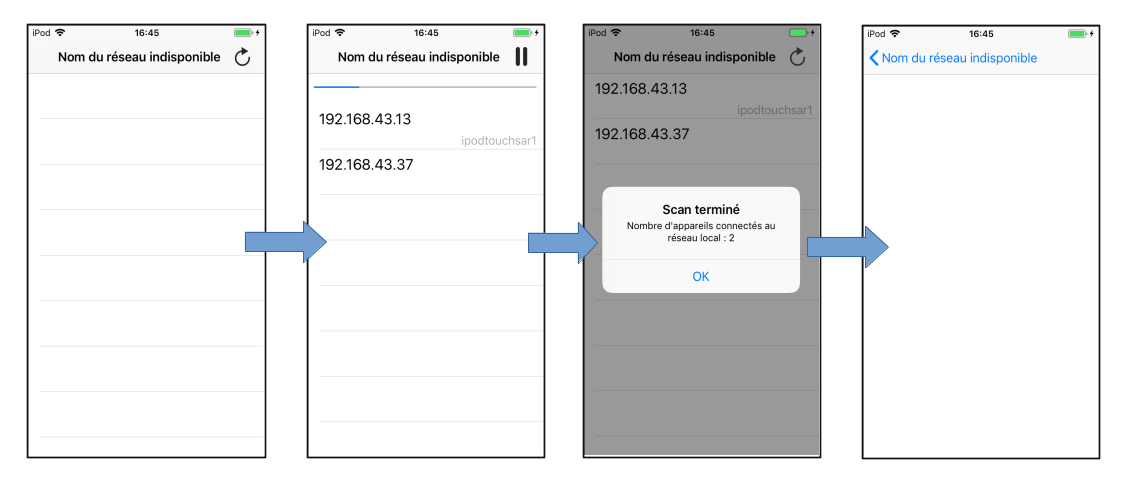 iPod 16:45
Nom du réseau indisponible
iPod 16:45
Nom du réseau indisponible
192.168.43.13
ipodtouchsar1
192.168.43.37
iPod 16:45
Nom du réseau indisponible
192.168.43.13
ipodtouchsar1
192.168.43.37
Scan terminé
Nombre d'appareils connectés au
réseau local : 2
OK
iPod 16:45
Nom du réseau indisponible